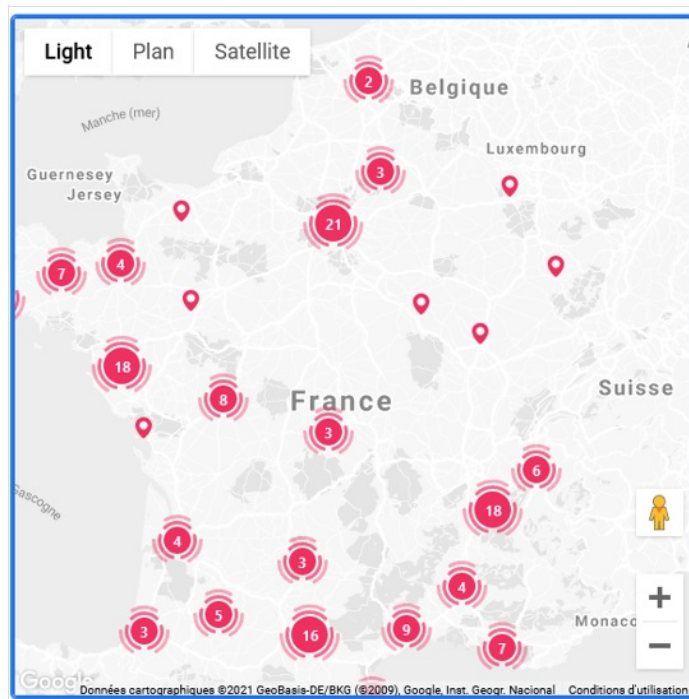 Light Plan Satellite
2
Belgique
Manche (mer)
Luxembourg
Guernesey
Jersey
3
21
4
7
18
Suisse
8
France
3
6
Gascogne
18
4
3
4
5
Monaco
3
16
9
7
Google
Données cartographiques ©2021 GeoBasis-DE/BKG (©2009), Google, Inst. Geogr. Nacional Conditions d'utilisation